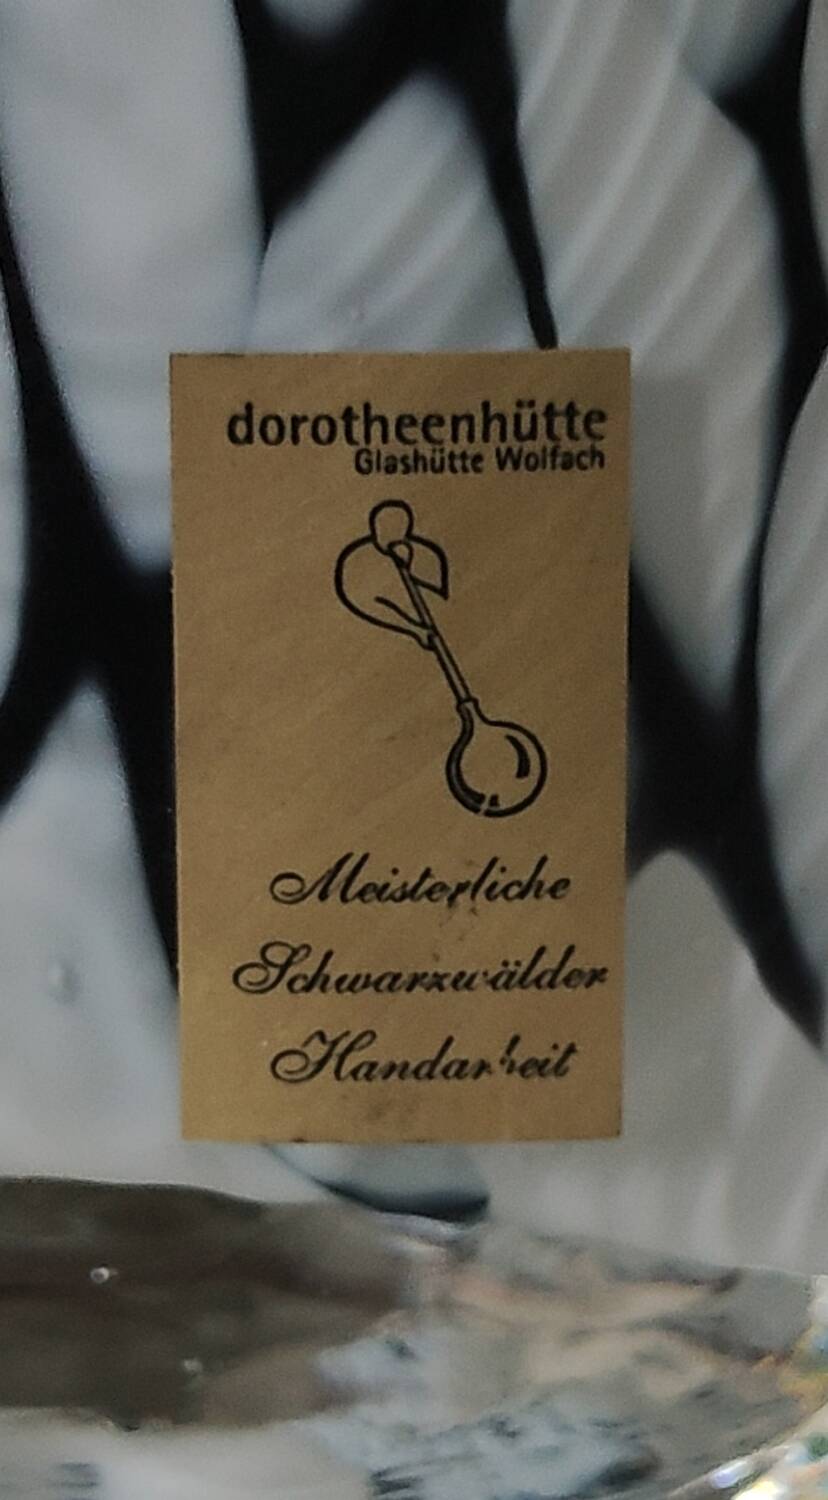 dorotheenhütte
Glashütte Wolfach
Meisterliche
Schwarzwälder
Handarbeit